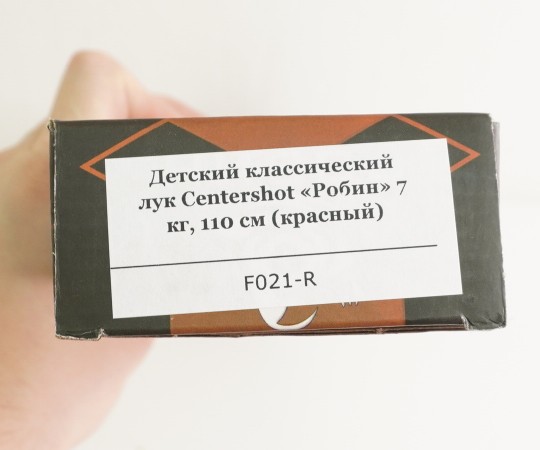 Детский классический
лук Centershot «Робин» 7
кг, 110 см (красный)
F021-R